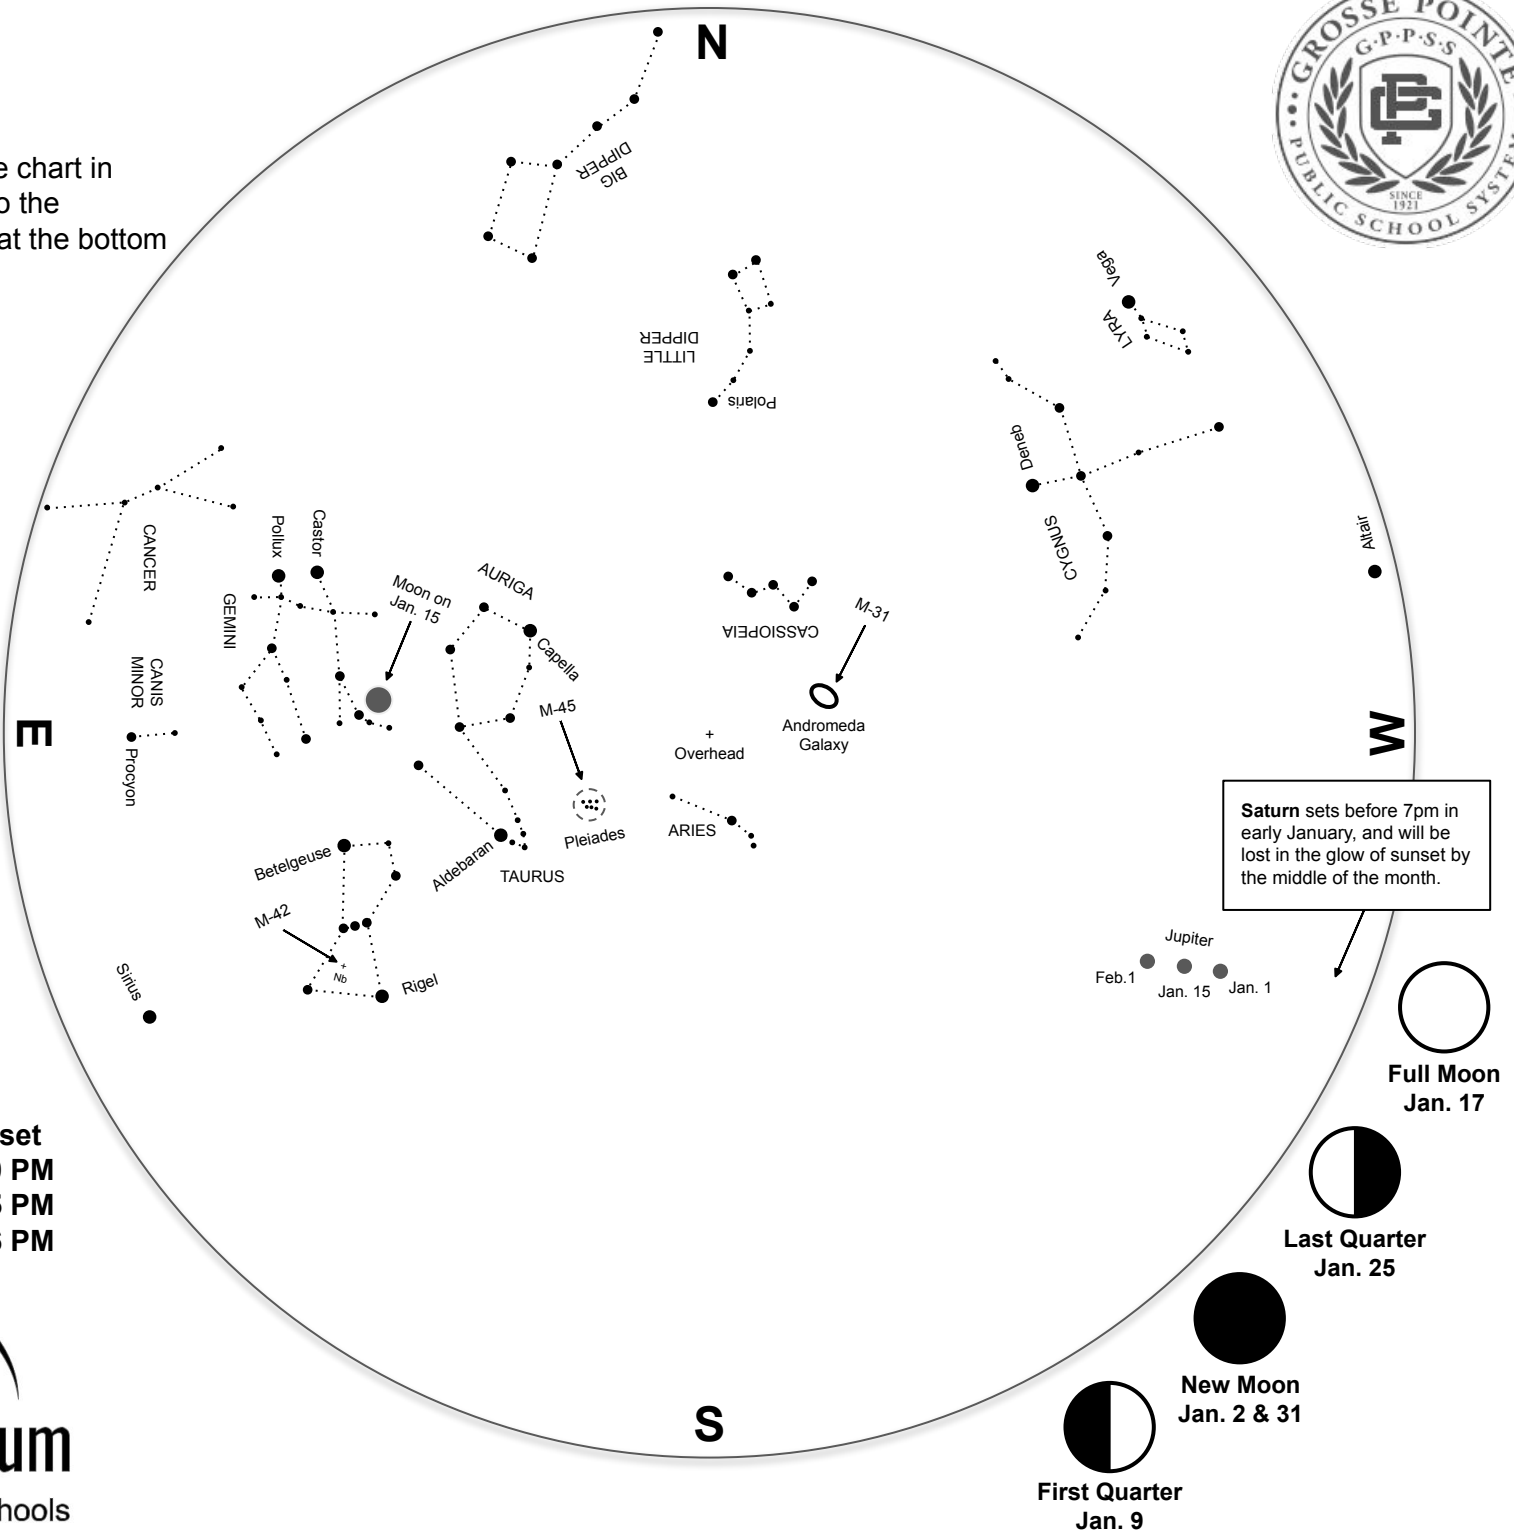 GROSSE POINTE
G·P·P·S·S
PUBLIC SCHOOL SYSTEM
SINCE
1921
e chart in
o the
at the bottom
N
BIG
DIPPER
LITTLE
DIPPER
Polaris
Vega
LYRA
Deneb
CYGNUS
Altair
CANCER
Pollux
Castor
GEMINI
Moon on
Jan. 15
AURIGA
Capella
CASSIOPEIA
M-31
Andromeda
Galaxy
CANIS
MINOR
Procyon
M-45
Pleiades
+
Overhead
E
W
ARIES
Aldebaran
TAURUS
Betelgeuse
M-42
+
Nb
Rigel
Sirius
Saturn sets before 7pm in
early January, and will be
lost in the glow of sunset by
the middle of the month.
Jupiter
Feb.1
Jan. 15
Jan. 1
Full Moon
Jan. 17
Last Quarter
Jan. 25
New Moon
Jan. 2 & 31
First Quarter
Jan. 9
S
set
PM
PM
PM
um
hools